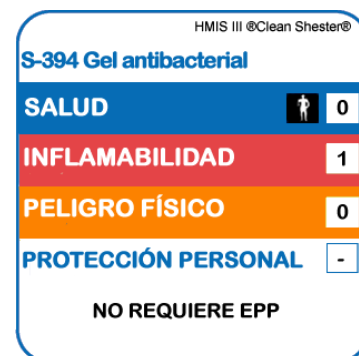 HMIS III ®Clean Shester®
S-394 Gel antibacterial
SALUD 0
INFLAMABILIDAD 1
PELIGRO FÍSICO 0
PROTECCIÓN PERSONAL -
NO REQUIERE EPP